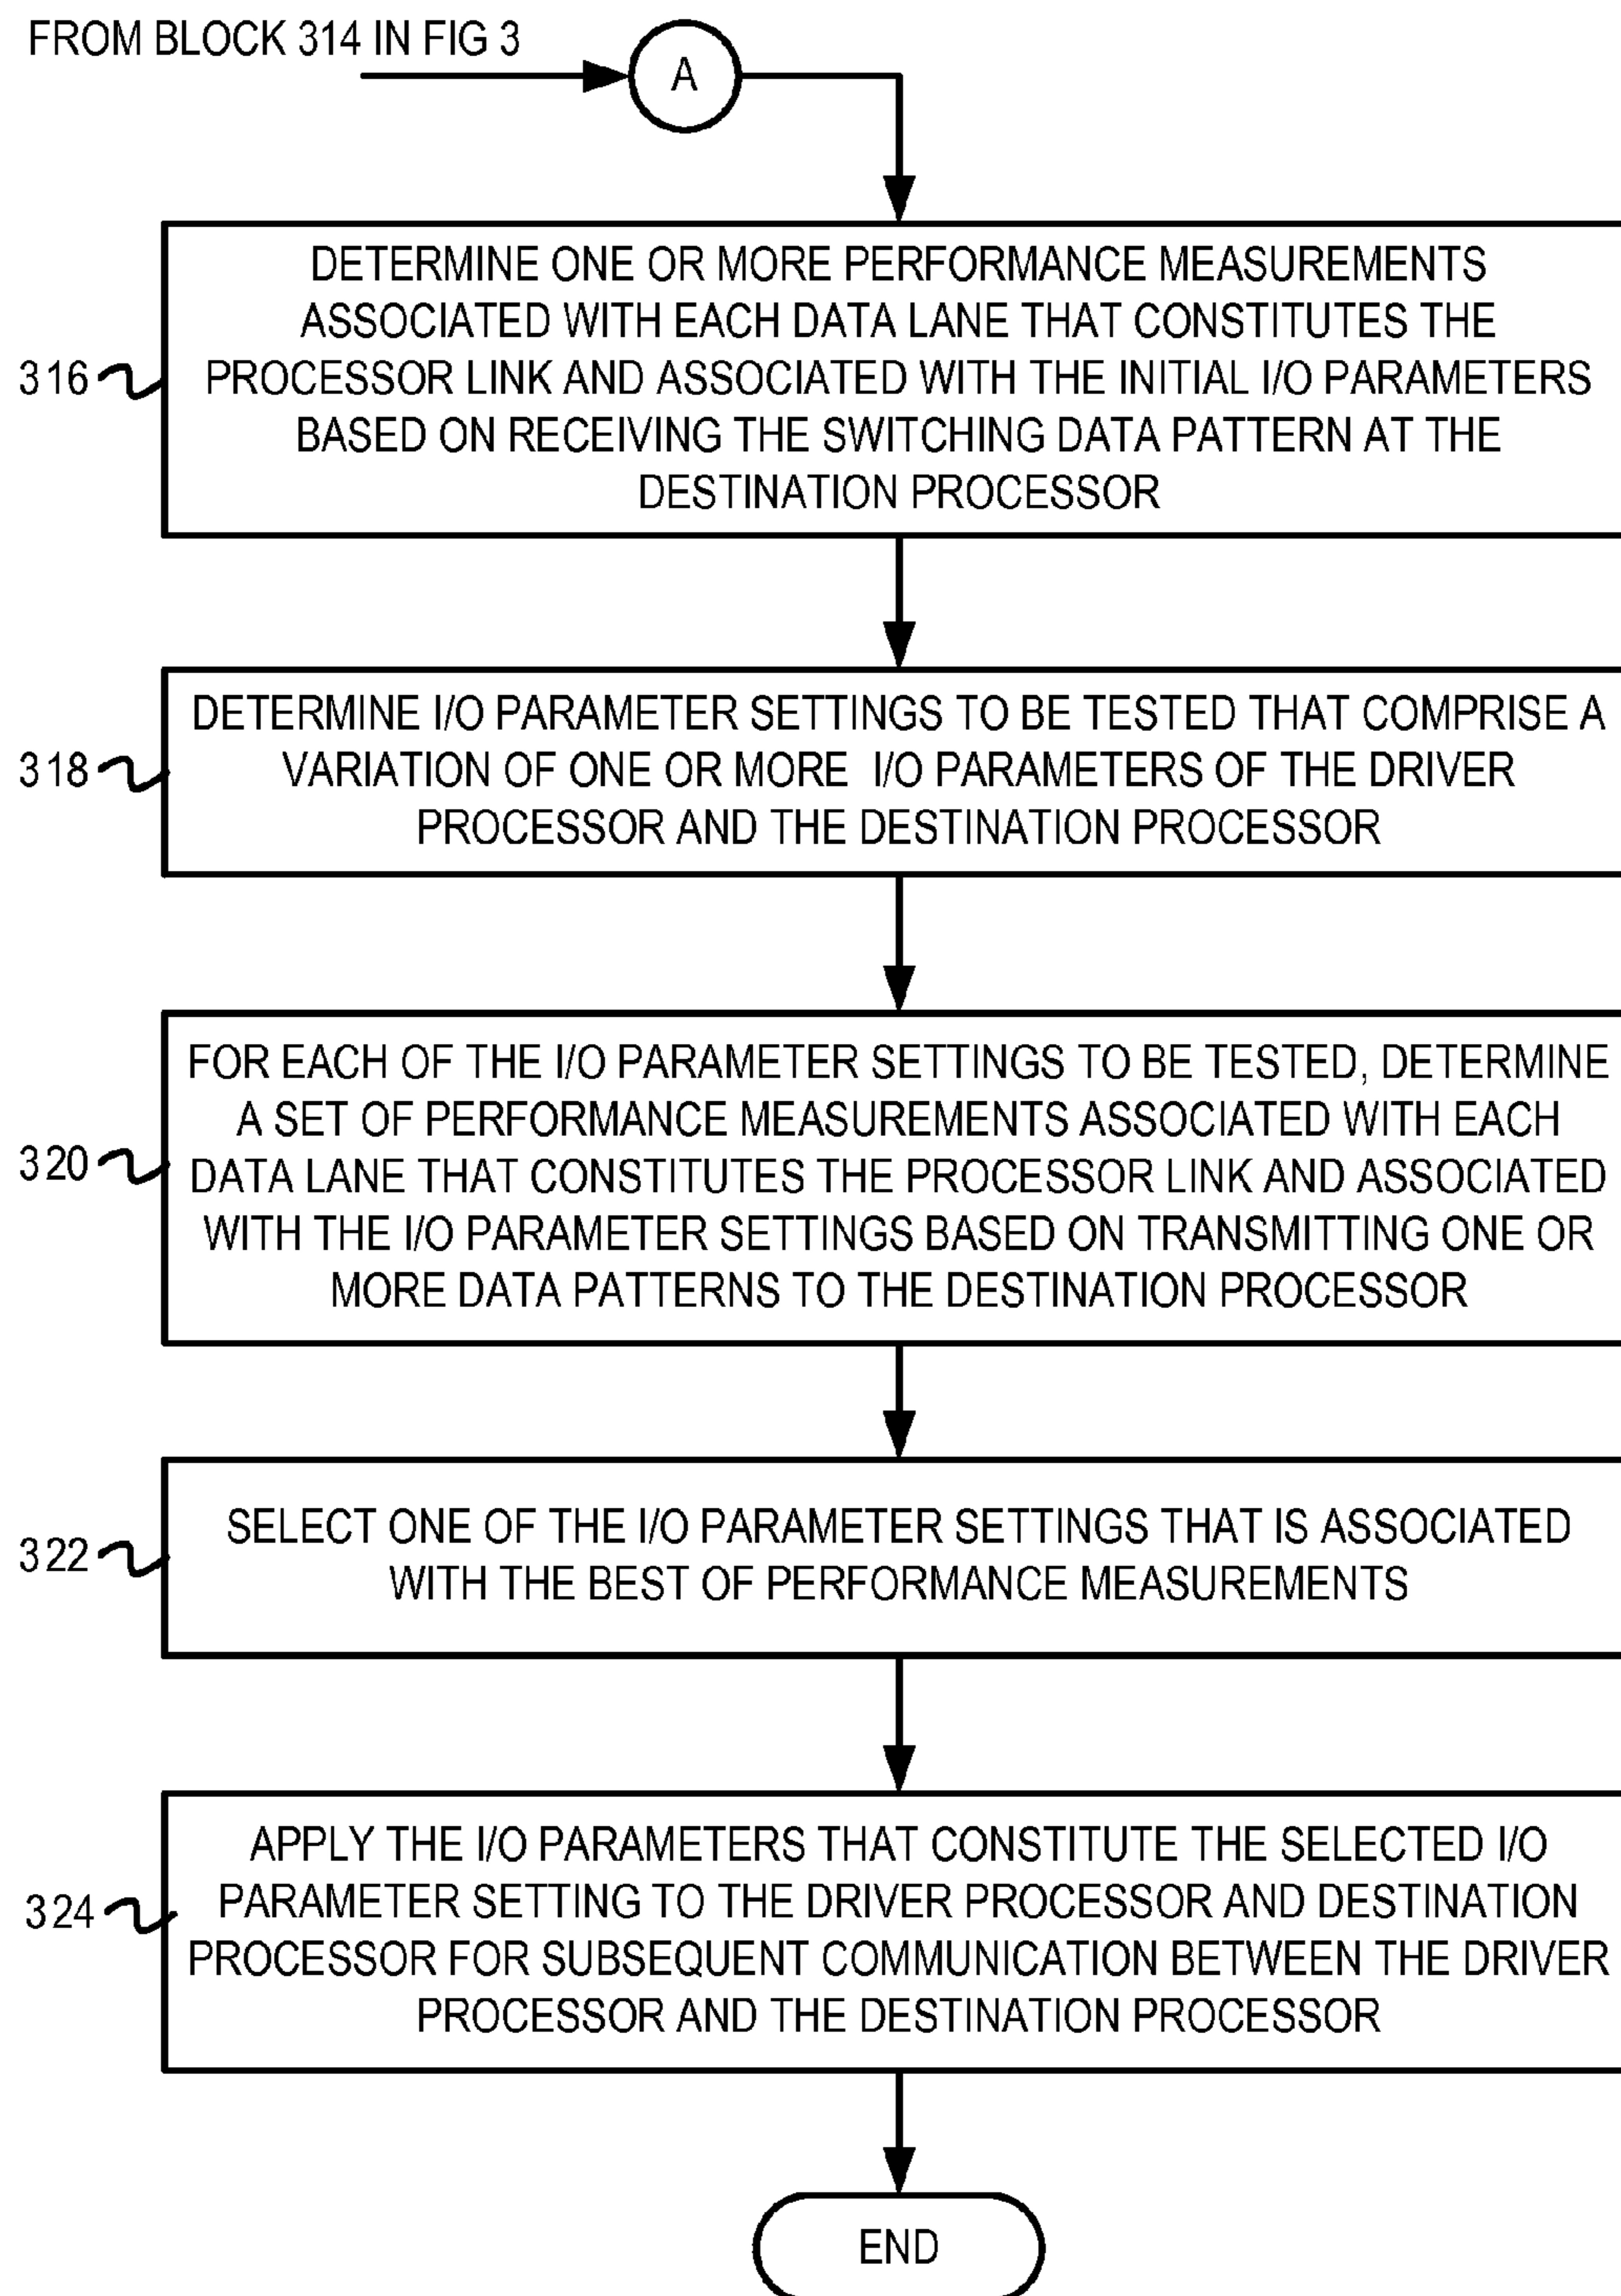 FROM BLOCK 314 IN FIG 3
A
DETERMINE ONE OR MORE PERFORMANCE MEASUREMENTS
ASSOCIATED WITH EACH DATA LANE THAT CONSTITUTES THE
316
PROCESSOR LINK AND ASSOCIATED WITH THE INITIAL I/O PARAMETERS
BASED ON RECEIVING THE SWITCHING DATA PATTERN AT THE
DESTINATION PROCESSOR
DETERMINE I/O PARAMETER SETTINGS TO BE TESTED THAT COMPRISE A
318
VARIATION OF ONE OR MORE I/O PARAMETERS OF THE DRIVER
PROCESSOR AND THE DESTINATION PROCESSOR
FOR EACH OF THE I/O PARAMETER SETTINGS TO BE TESTED, DETERMINE
A SET OF PERFORMANCE MEASUREMENTS ASSOCIATED WITH EACH
320
DATA LANE THAT CONSTITUTES THE PROCESSOR LINK AND ASSOCIATED
WITH THE I/O PARAMETER SETTINGS BASED ON TRANSMITTING ONE OR
MORE DATA PATTERNS TO THE DESTINATION PROCESSOR
SELECT ONE OF THE I/O PARAMETER SETTINGS THAT IS ASSOCIATED
322
WITH THE BEST OF PERFORMANCE MEASUREMENTS
APPLY THE I/O PARAMETERS THAT CONSTITUTE THE SELECTED I/O
324
PARAMETER SETTING TO THE DRIVER PROCESSOR AND DESTINATION
PROCESSOR FOR SUBSEQUENT COMMUNICATION BETWEEN THE DRIVER
PROCESSOR AND THE DESTINATION PROCESSOR
END